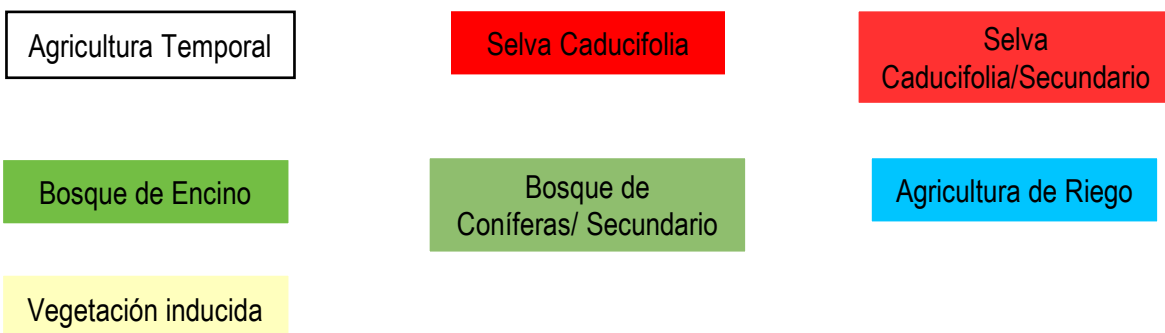 Agricultura Temporal
Selva Caducifolia
Selva
Caducifolia/Secundario
Bosque de Encino
Bosque de
Coníferas/ Secundario
Agricultura de Riego
Vegetación inducida